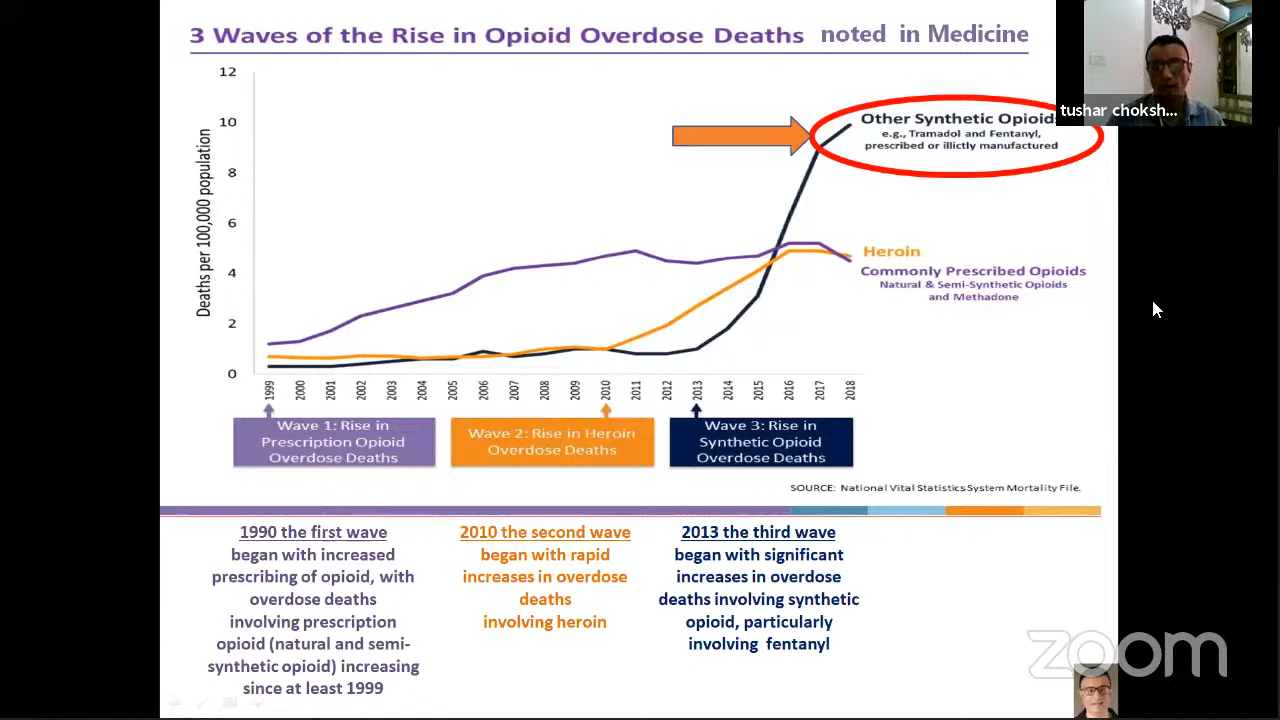 3 Waves of the Rise in Opioid Overdose Deaths noted in Medicine
tushar choksh...
12
10
8
6
4
2
0
Deaths per 100,000 population
Other Synthetic Opioids
e.g., Tramadol and Fentanyl,
prescribed or illictly manufactured
Heroin
Commonly Prescribed Opioids
Natural & Semi-Synthetic Opioids
and Methadone
1999 2000 2001 2002 2003 2004 2005 2006 2007 2008 2009 2010 2011 2012 2013 2014 2015 2016 2017 2018
Wave 1: Rise in
Prescription Opioid
Overdose Deaths
Wave 2: Rise in Heroin
Overdose Deaths
Wave 3: Rise in
Synthetic Opioid
Overdose Deaths
SOURCE: National Vital Statistics System Mortality File.
1990 the first wave
began with increased
prescribing of opioid, with
overdose deaths
involving prescription
opioid (natural and semi-
synthetic opioid) increasing
since at least 1999
2010 the second wave
began with rapid
increases in overdose
deaths
involving heroin
2013 the third wave
began with significant
increases in overdose
deaths involving synthetic
opioid, particularly
involving fentanyl
zoom